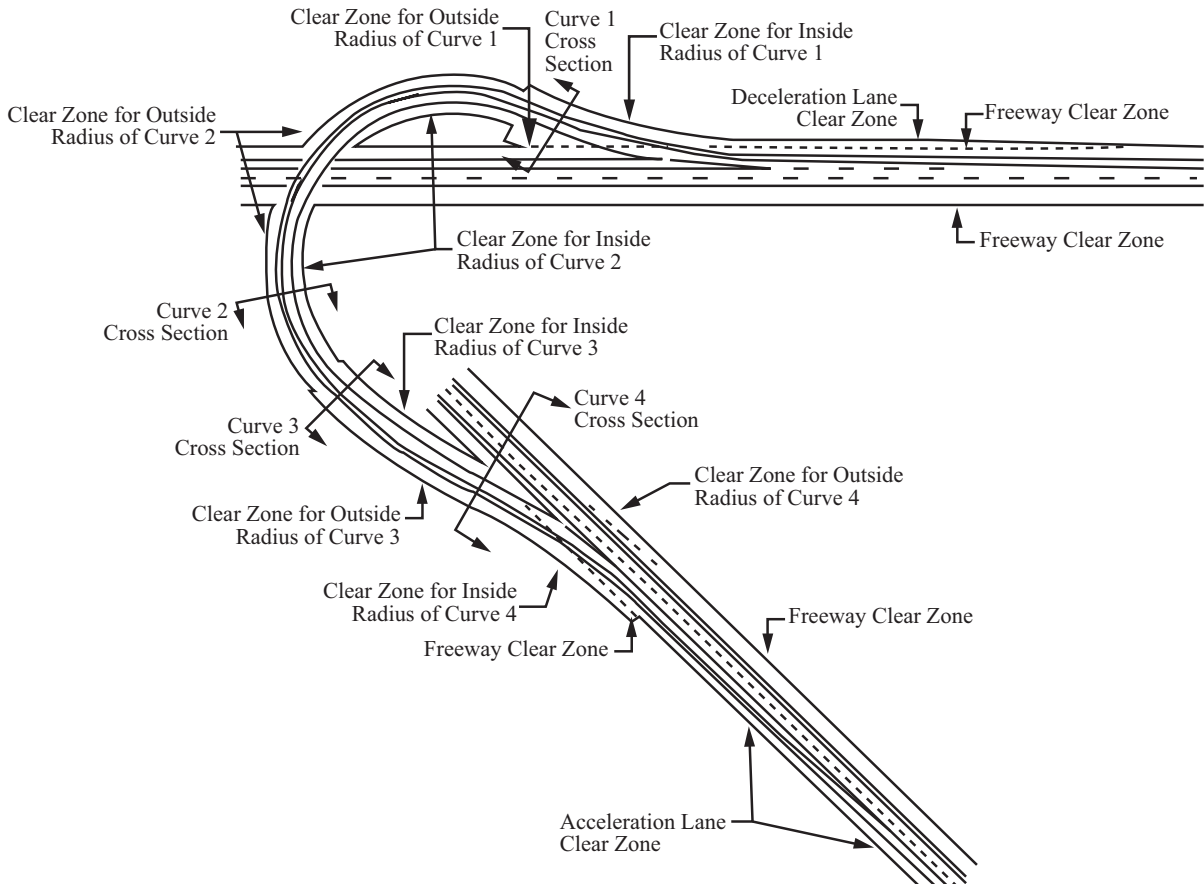 Clear Zone for Outside
Radius of Curve 1
Curve 1
Cross
Section
Clear Zone for Inside
Radius of Curve 1
Deceleration Lane
Clear Zone
Freeway Clear Zone
Clear Zone for Outside
Radius of Curve 2
Clear Zone for Inside
Radius of Curve 2
Freeway Clear Zone
Curve 2
Cross Section
Clear Zone for Inside
Radius of Curve 3
Curve 3
Cross Section
Curve 4
Cross Section
Clear Zone for Outside
Radius of Curve 4
Clear Zone for Outside
Radius of Curve 3
Clear Zone for Inside
Radius of Curve 4
Freeway Clear Zone
Freeway Clear Zone
Acceleration Lane
Clear Zone